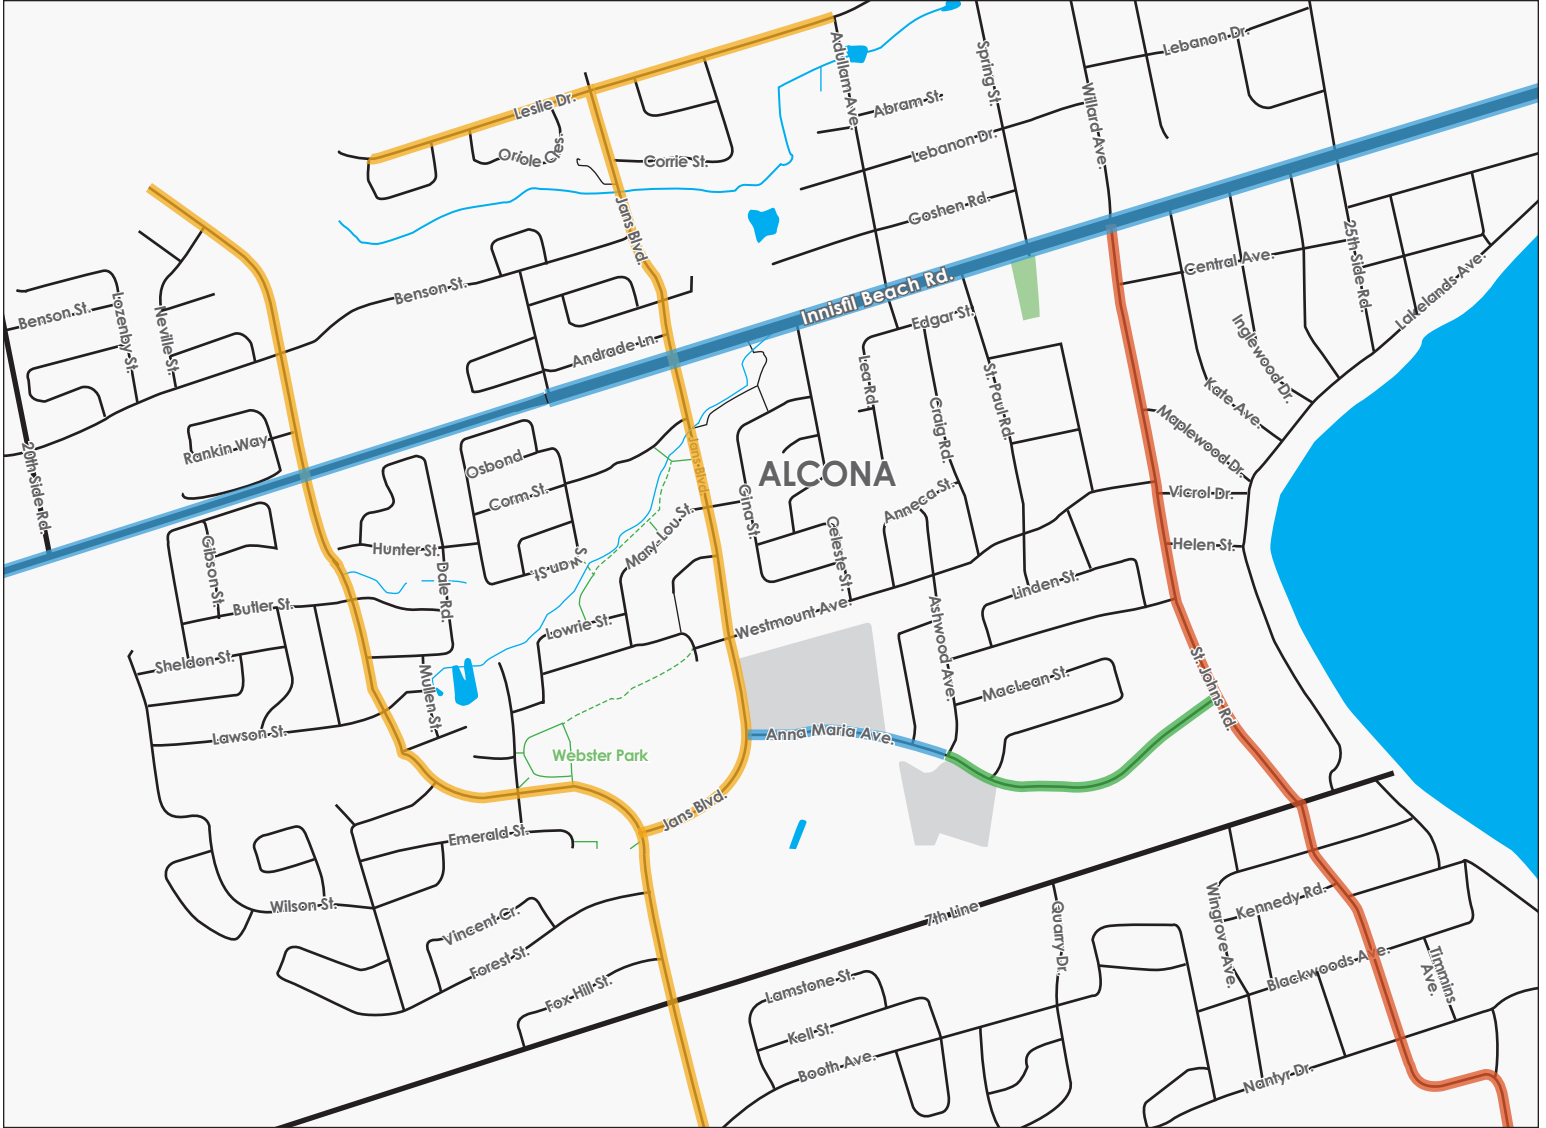 Lebanon Dr.
Adullam Ave.
Spring St.
Willard Ave.
Leslie Dr.
Abram St.
Oriole Cres.
Corrie St.
Lebanon Dr.
Goshen Rd.
Jans Blvd.
25th Side Rd.
Central Ave.
Lakelands Ave.
Benson St.
Innisfil Beach Rd.
Benson St.
Lozenby St.
Neville St.
Edgar St.
Inglewood Dr.
Andrade Ln.
Lea Rd.
St. Paul Rd.
Craig Rd.
Kate Ave.
Maplewood Dr.
Rankin Way
20th Side Rd.
Osbond
Jans Blvd.
ALCONA
Corm St.
Gina St.
Anneca St.
Vicrol Dr.
Mary-Lou St.
Celeste St.
Helen St.
Gibson St.
Hunter St.
Dale Rd.
Swan St.
Linden St.
Butler St.
Lowrie St.
Westmount Ave.
Ashwood Ave.
Sheldon St.
Mullen St.
MacLean St.
St. Johns Rd.
Lawson St.
Anna Maria Ave.
Webster Park
Jans Blvd.
Emerald St.
Wilson St.
Vincent Cr.
Forest St.
Fox Hill St.
7th Line
Quarry Dr.
Wingrove Ave.
Kennedy Rd.
Blackwoods Ave.
Timmins
Ave.
Lamstone St.
Kell St.
Booth Ave.
Nantyr Dr.